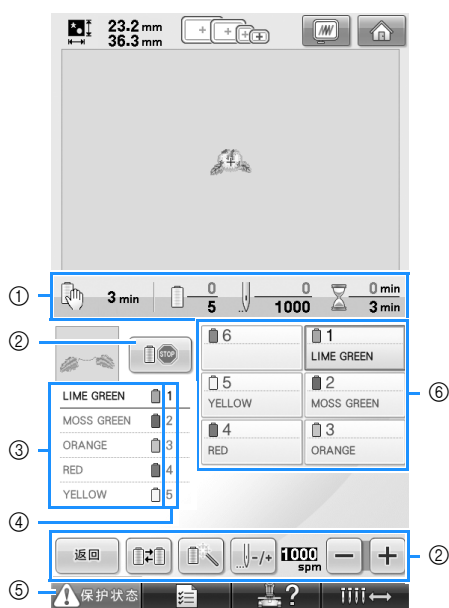 23.2 mm
36.3 mm
① 3 min 0 5 0 1000 0 min 3 min
② STOP
6 1 LIME GREEN
5 YELLOW 2 MOSS GREEN
4 RED 3 ORANGE
⑥
③
LIME GREEN 1
MOSS GREEN 2
ORANGE 3
RED 4
YELLOW 5
④
返回 -/+ 1000 spm − + ②
⑤ 保护状态 ?